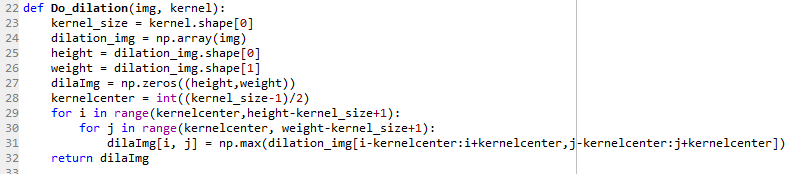 22 def Do_dilation(img, kernel):
23     kernel_size = kernel.shape[0]
24     dilation_img = np.array(img)
25     height = dilation_img.shape[0]
26     weight = dilation_img.shape[1]
27     dilaImg = np.zeros((height,weight))
28     kernelcenter = int((kernel_size-1)/2)
29     for i in range(kernelcenter,height-kernel_size+1):
30         for j in range(kernelcenter, weight-kernel_size+1):
31             dilaImg[i, j] = np.max(dilation_img[i-kernelcenter:i+kernelcenter,j-kernelcenter:j+kernelcenter])
32     return dilaImg
33